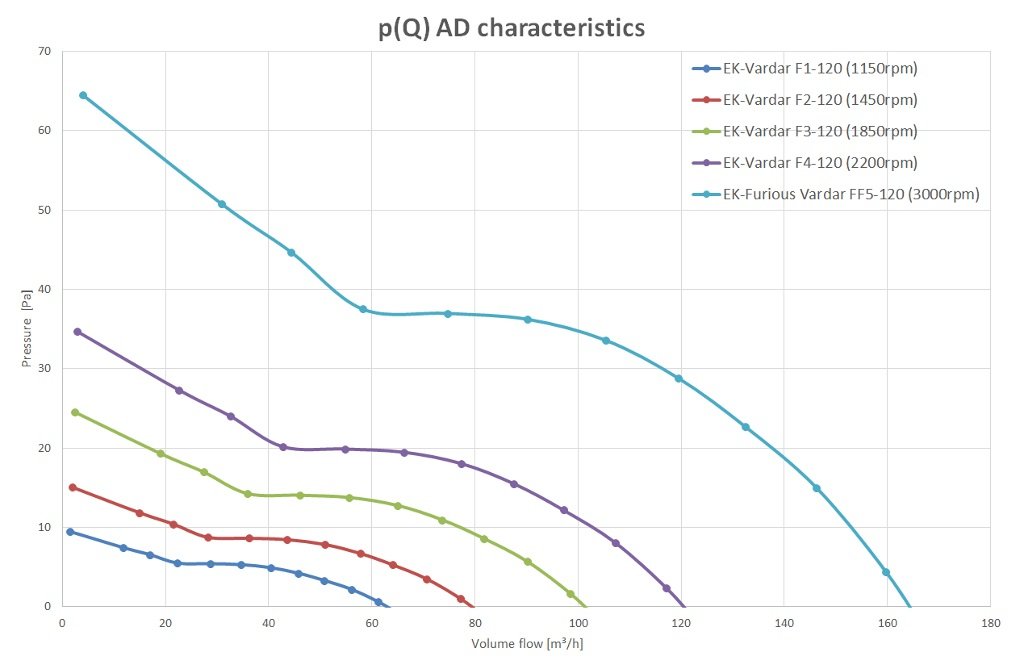 p(Q) AD characteristics
70
60
50
40
30
20
10
0
Pressure [Pa]
EK-Vardar F1-120 (1150rpm)
EK-Vardar F2-120 (1450rpm)
EK-Vardar F3-120 (1850rpm)
EK-Vardar F4-120 (2200rpm)
EK-Furious Vardar FF5-120 (3000rpm)
0 20 40 60 80 100 120 140 160 180
Volume flow [m³/h]